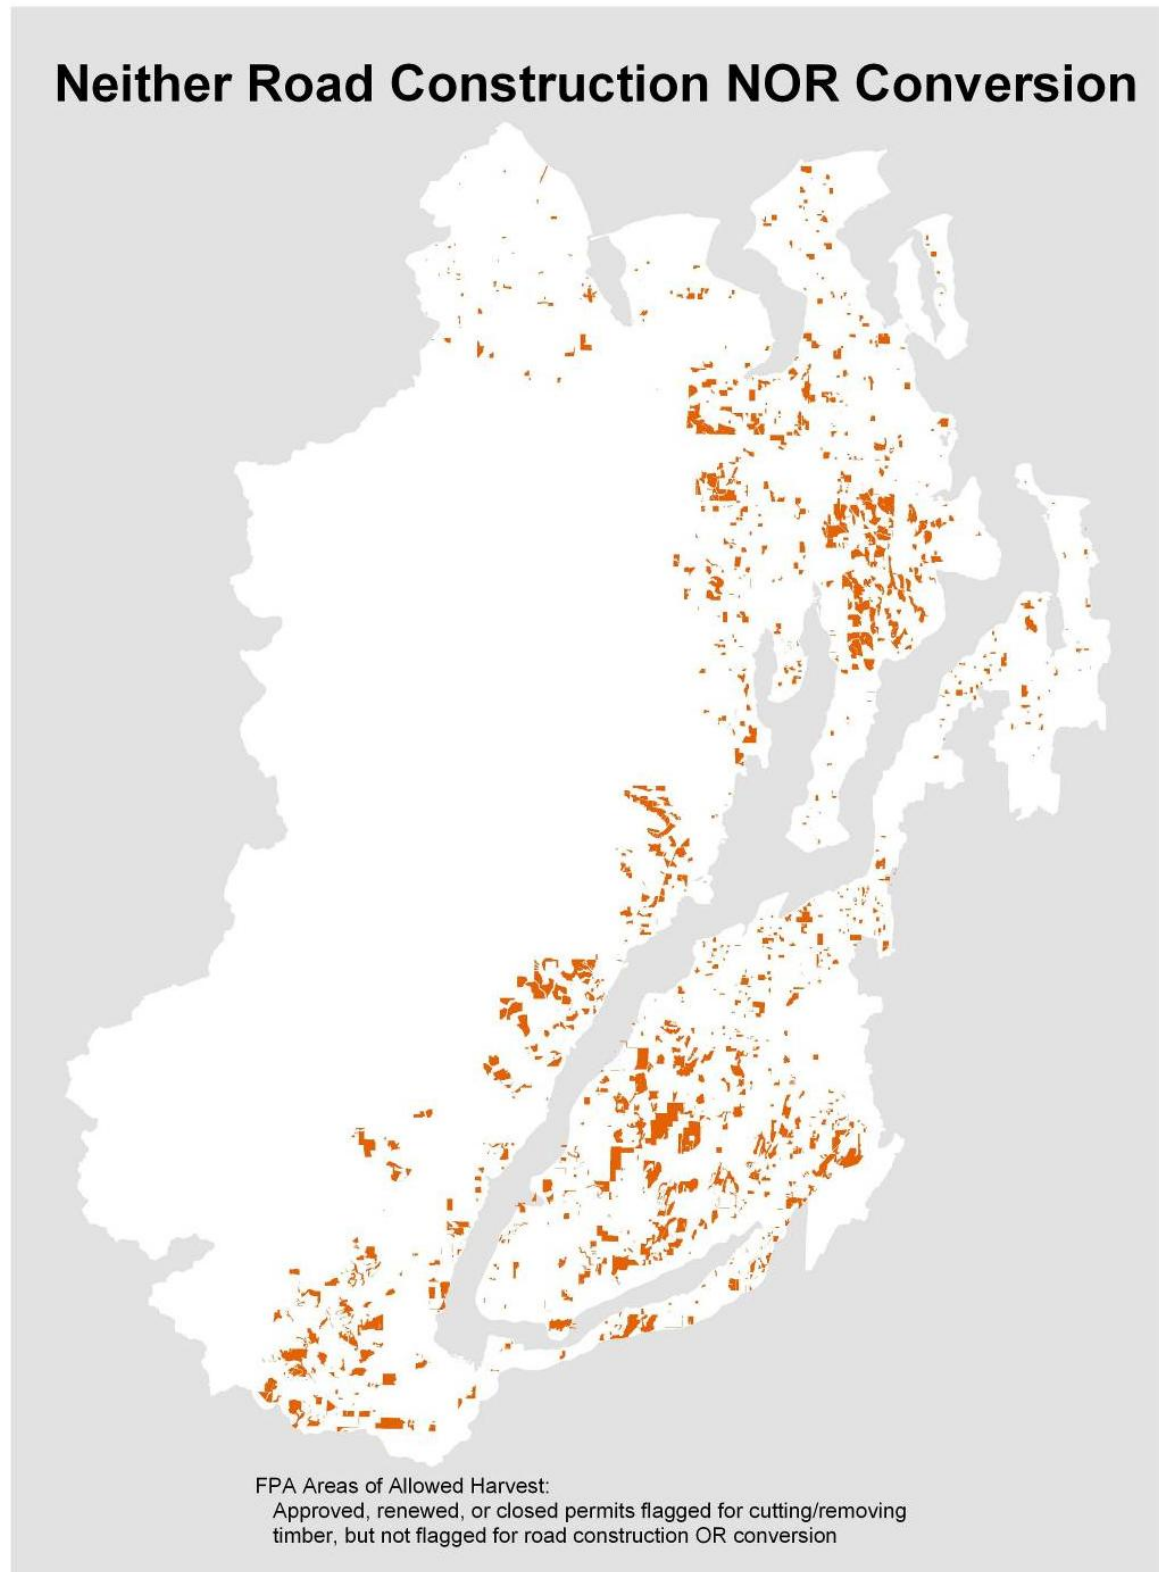 Neither Road Construction NOR Conversion
FPA Areas of Allowed Harvest:
Approved, renewed, or closed permits flagged for cutting/removing
timber, but not flagged for road construction OR conversion